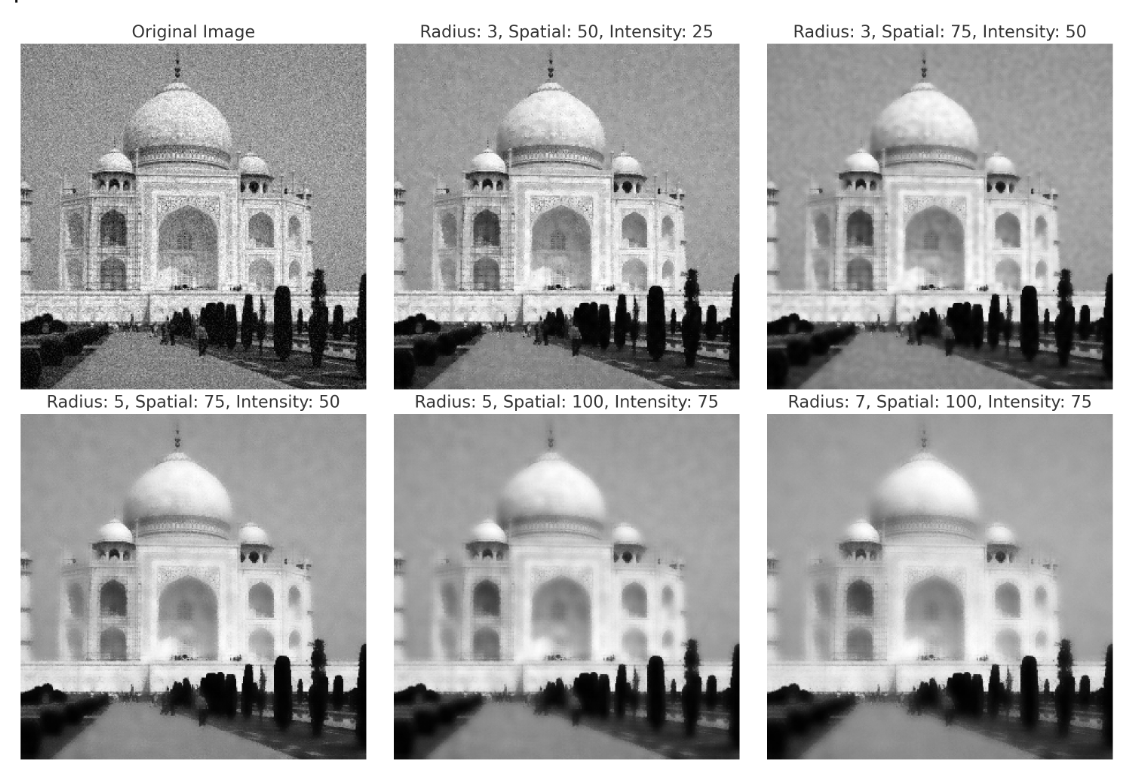 Original Image
Radius: 3, Spatial: 50, Intensity: 25
Radius: 3, Spatial: 75, Intensity: 50
Radius: 5, Spatial: 75, Intensity: 50
Radius: 5, Spatial: 100, Intensity: 75
Radius: 7, Spatial: 100, Intensity: 75